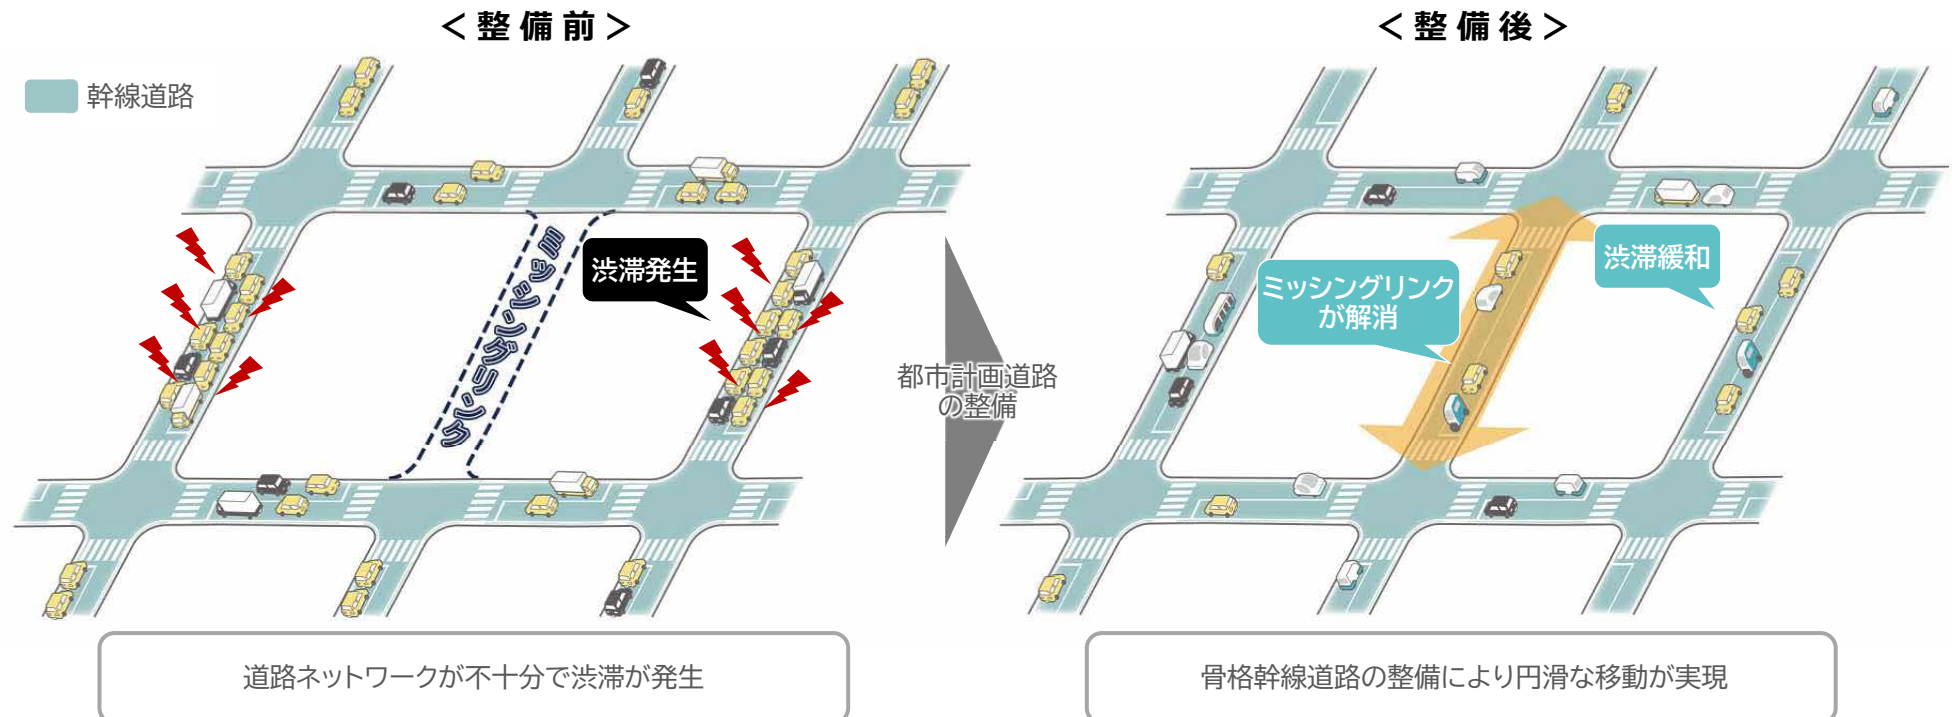 ＜整備前＞
幹線道路
ミッシングリンク
渋滞発生
道路ネットワークが不十分で渋滞が発生
都市計画道路
の整備
＜整備後＞
ミッシングリンク
が解消
渋滞緩和
骨格幹線道路の整備により円滑な移動が実現